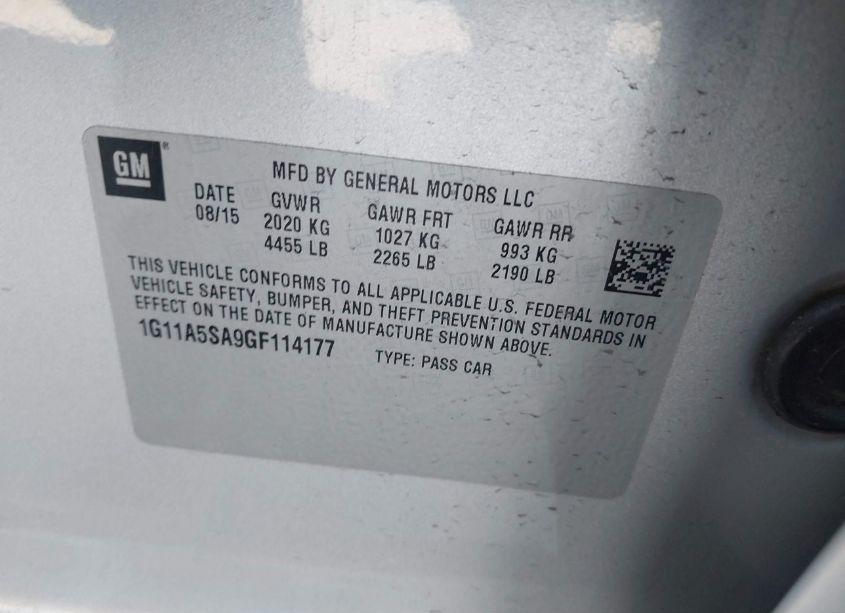 GM®
MFD BY GENERAL MOTORS LLC
DATE GVWR GAWR FRT GAWR RR
08/15 2020 KG 1027 KG 993 KG
4455 LB 2265 LB 2190 LB
THIS VEHICLE CONFORMS TO ALL APPLICABLE U.S. FEDERAL MOTOR
VEHICLE SAFETY, BUMPER, AND THEFT PREVENTION STANDARDS IN
EFFECT ON THE DATE OF MANUFACTURE SHOWN ABOVE.
1G11A5SA9GF114177 TYPE: PASS CAR